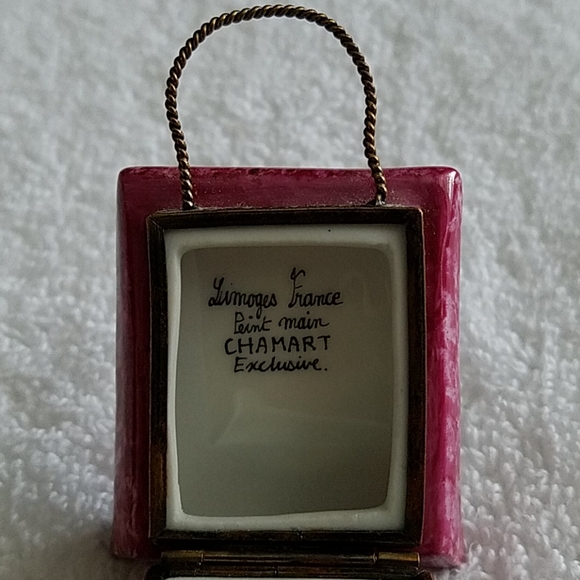 Limoges France
Peint main
CHAMART
Exclusive.